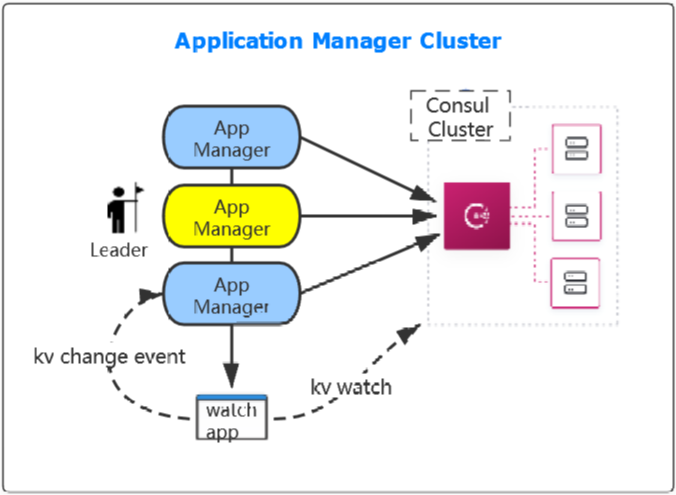 Application Manager Cluster
Consul
Cluster
App
Manager
App
Manager
Leader
App
Manager
kv change event
kv watch
watch
app